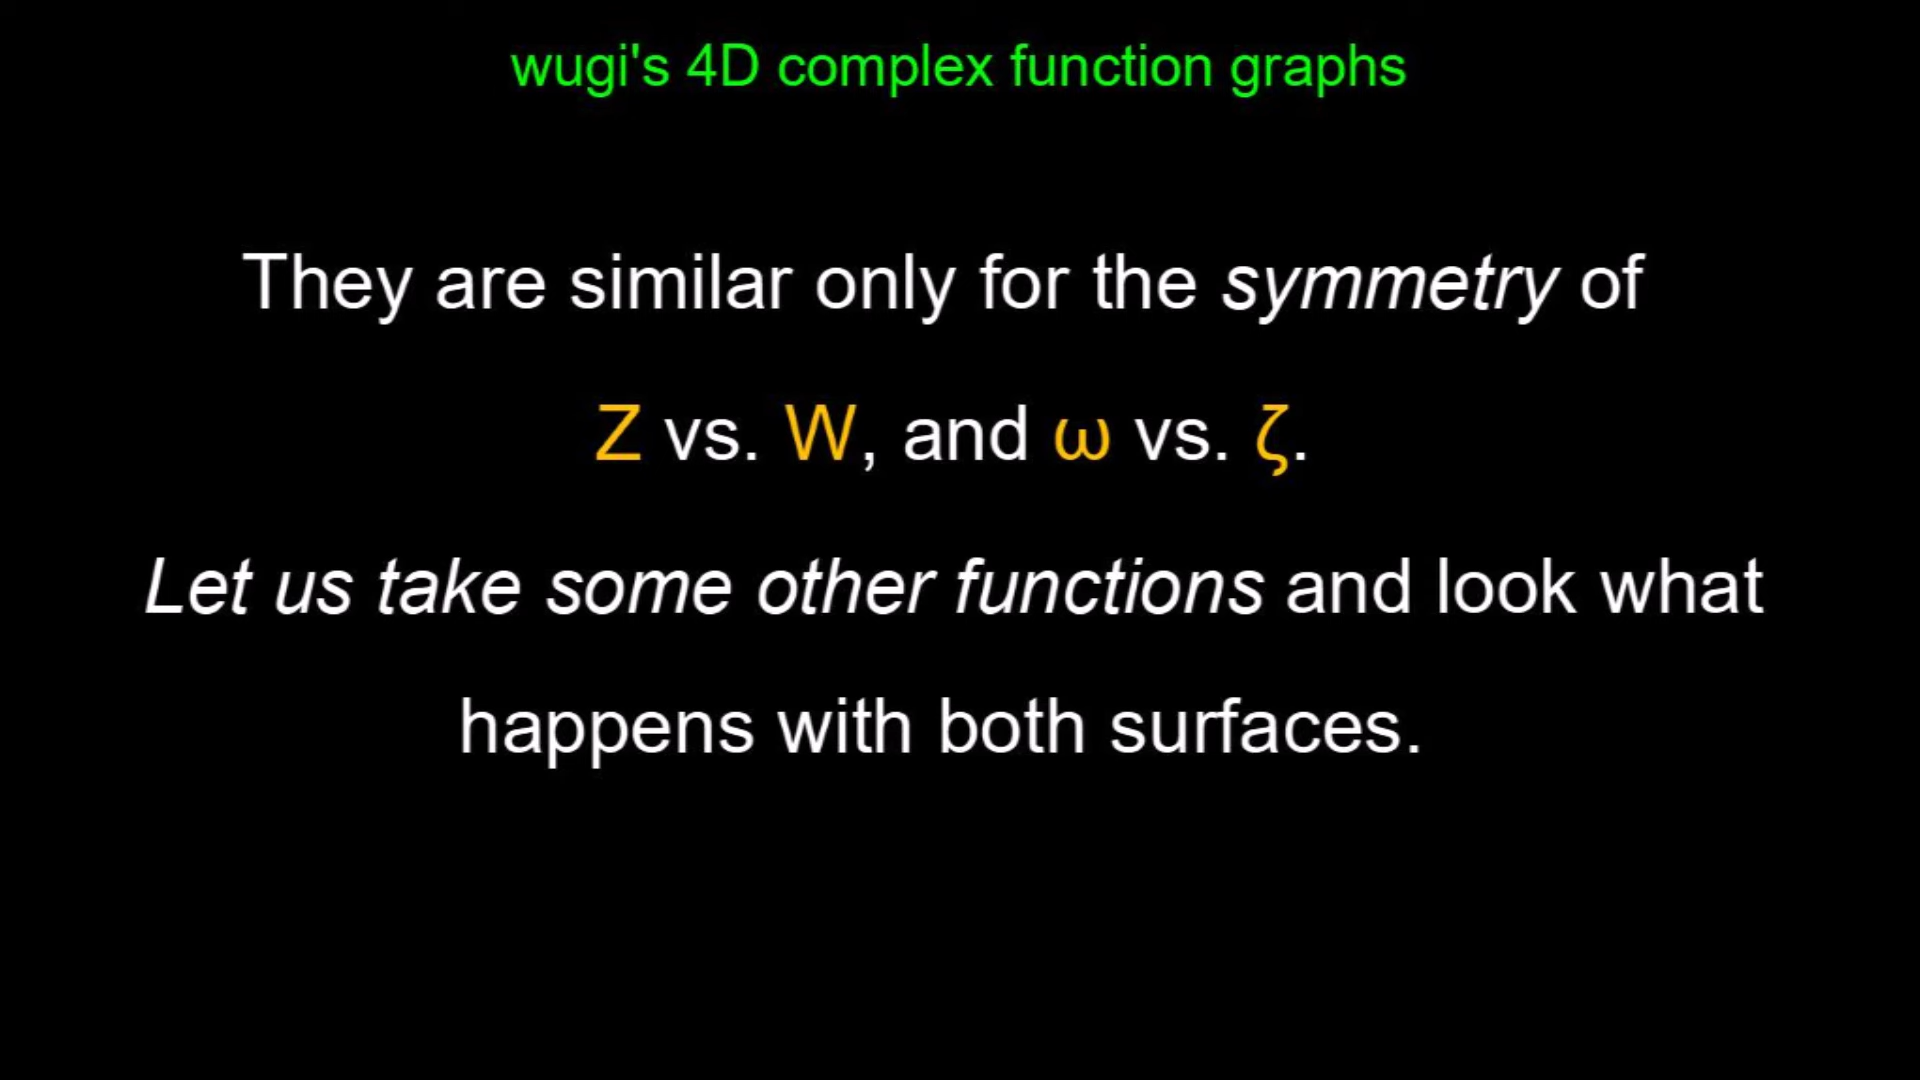 wugi's 4D complex function graphs
They are similar only for the symmetry of
Z vs. W, and ω vs. ζ.
Let us take some other functions and look what
happens with both surfaces.